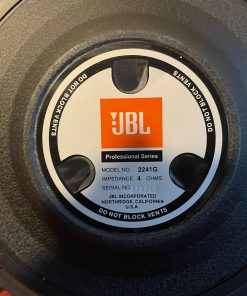 DO NOT BLOCK VENTS
DO NOT BLOCK VENTS
JBL
Professional Series
MODEL NO. 2241G
IMPEDANCE 4 OHMS
SERIAL NO.
JBL INCORPORATED
NORTHRIDGE, CALIFORNIA
U.S.A.
DO NOT BLOCK VENTS